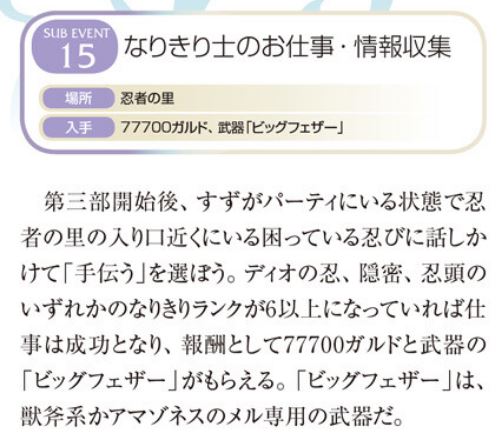 SUB EVENT
15
なりきり士のお仕事・情報収集
場所 忍者の里
入手 77700ガルド、武器「ビッグフェザー」
第三部開始後、すずがパーティにいる状態で忍
者の里の入り口近くにいる困っている忍びに話しか
けて「手伝う」を選ぼう。ディオの忍、隠密、忍頭の
いずれかのなりきりランクが6以上になっていれば仕
事は成功となり、報酬として77700ガルドと武器の
「ビッグフェザー」がもらえる。「ビッグフェザー」は、
獣斧系かアマゾネスのメル専用の武器だ。